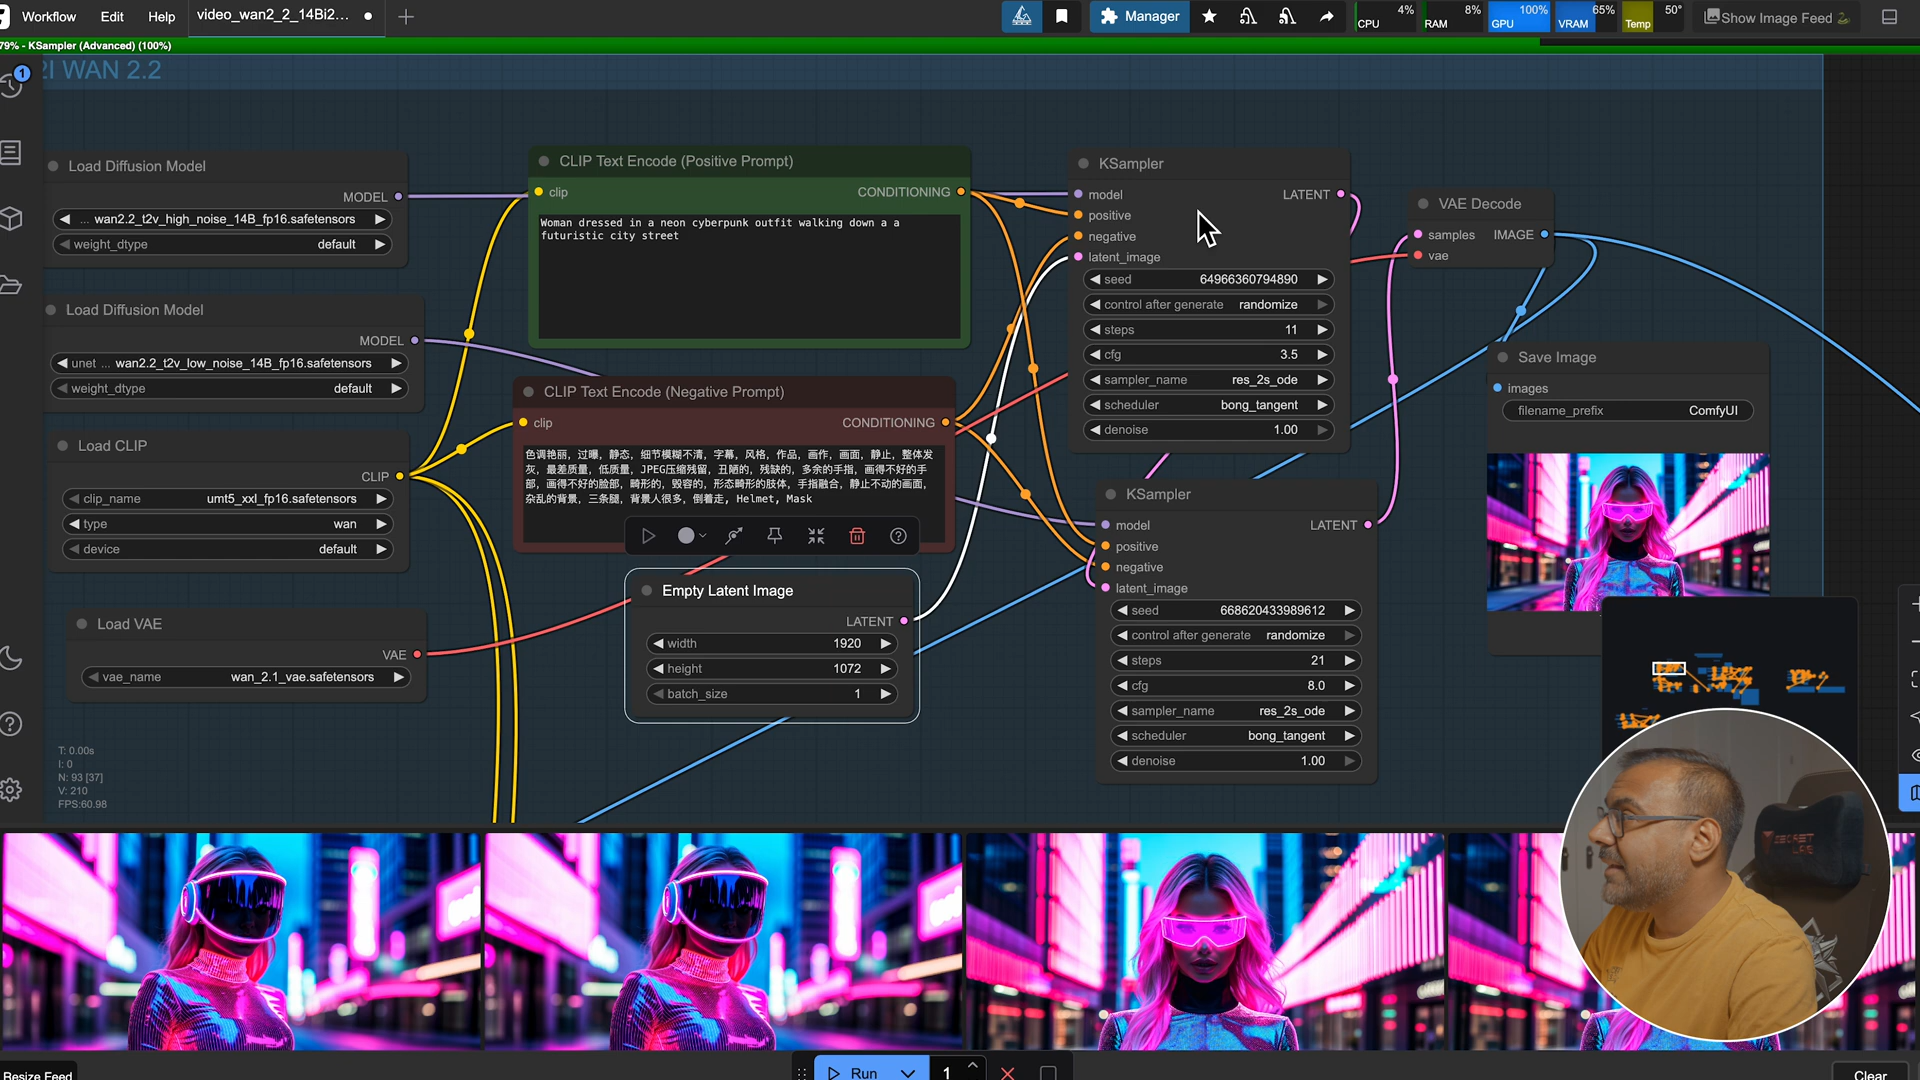 Workflow
Edit
Help
video_wan2_2_14Bi2...
Manager
CPU
4%
RAM
8%
GPU
100%
VRAM
65%
Temp
50°
Show Image Feed
79% - KSampler (Advanced) (100%)
1
2I WAN 2.2
Load Diffusion Model
MODEL
... wan2.2_t2v_high_noise_14B_fp16.safetensors
weight_dtype default
Load Diffusion Model
MODEL
unet ... wan2.2_t2v_low_noise_14B_fp16.safetensors
weight_dtype default
Load CLIP
CLIP
clip_name umt5_xxl_fp16.safetensors
type wan
device default
Load VAE
VAE
vae_name wan_2.1_vae.safetensors
T: 0.00s
I: 0
N: 93 [37]
V: 210
FPS:60.98
CLIP Text Encode (Positive Prompt)
clip CONDITIONING
Woman dressed in a neon cyberpunk outfit walking down a a
futuristic city street
CLIP Text Encode (Negative Prompt)
clip CONDITIONING
色调艳丽, 过曝, 静态, 细节模糊不清, 字幕, 风格, 作品, 画作, 画面, 静止, 整体发
灰, 最差质量, 低质量, JPEG压缩残留, 丑陋的, 残缺的, 多余的手指, 画得不好的手
部, 画得不好的脸部, 畸形的, 毁容的, 形态畸形的肢体, 手指融合, 静止不动的画面,
杂乱的背景, 三条腿, 背景人很多, 倒着走, Helmet, Mask
Empty Latent Image
LATENT
width 1920
height 1072
batch_size 1
KSampler
model LATENT
positive
negative
latent_image
seed 64966360794890
control after generate randomize
steps 11
cfg 3.5
sampler_name res_2s_ode
scheduler bong_tangent
denoise 1.00
KSampler
model LATENT
positive
negative
latent_image
seed 668620433989612
control after generate randomize
steps 21
cfg 8.0
sampler_name res_2s_ode
scheduler bong_tangent
denoise 1.00
VAE Decode
samples IMAGE
vae
Save Image
images
filename_prefix ComfyUI
SECRET
LAB
Resize Feed
Run
1
Clear